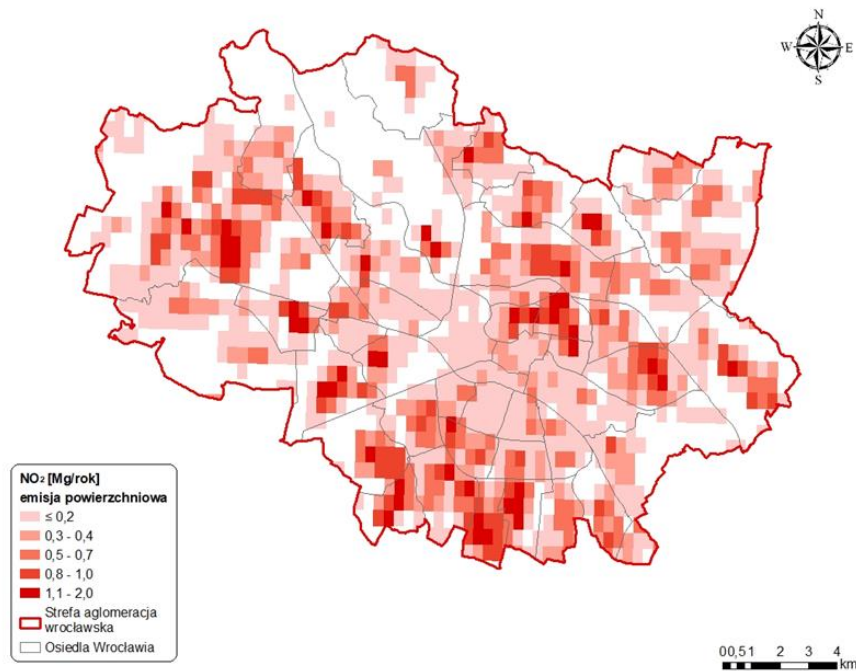 N
W E
S
NO₂ [Mg/rok]
emisja powierzchniowa
≤ 0,2
0,3 - 0,4
0,5 - 0,7
0,8 - 1,0
1,1 - 2,0
Strefa aglomeracja
wrocławska
Osiedla Wrocławia
0 0,5 1 2 3 4
km